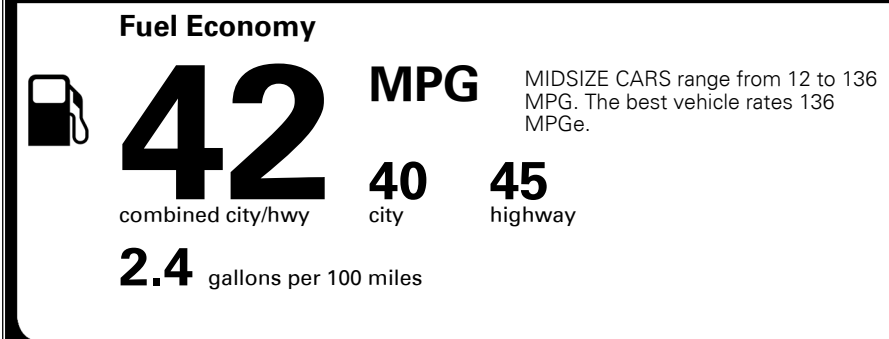 Fuel Economy
42 MPG
MIDSIZE CARS range from 12 to 136
MPG. The best vehicle rates 136
MPGe.
combined city/hwy
40
city
45
highway
2.4 gallons per 100 miles